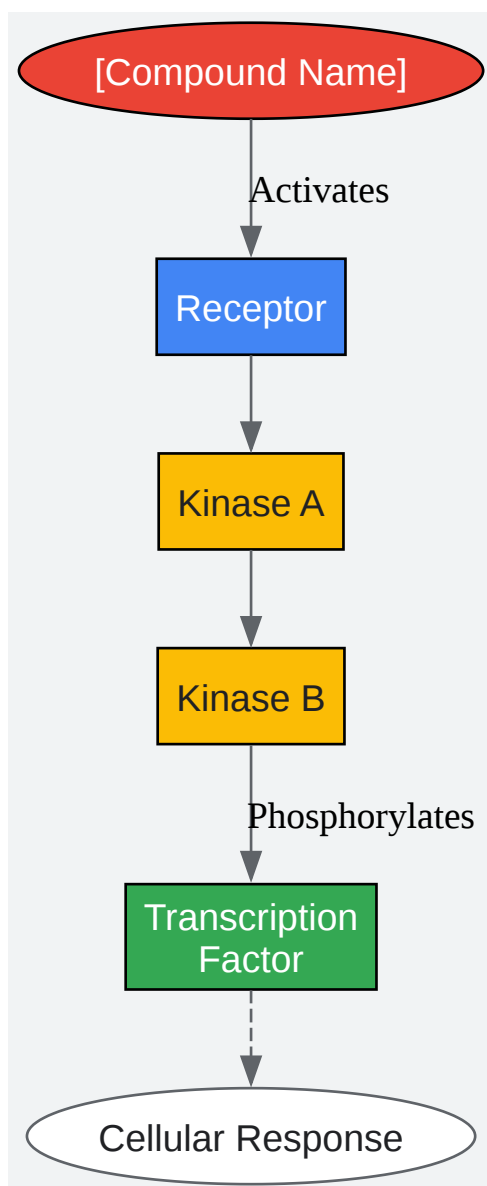 [Compound Name]
Activates
Receptor
Kinase A
Kinase B
Phosphorylates
Transcription
Factor
Cellular Response